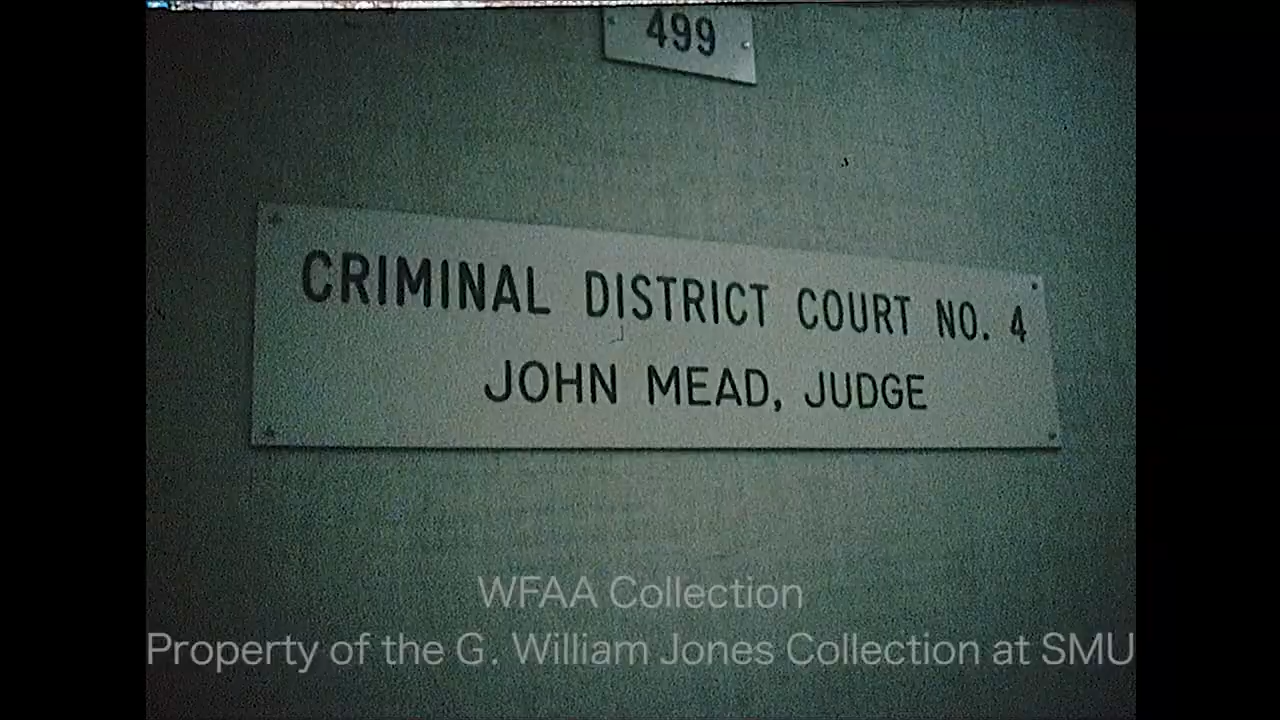 499
CRIMINAL DISTRICT COURT NO. 4
JOHN MEAD, JUDGE
WFAA Collection
Property of the G. William Jones Collection at SMU